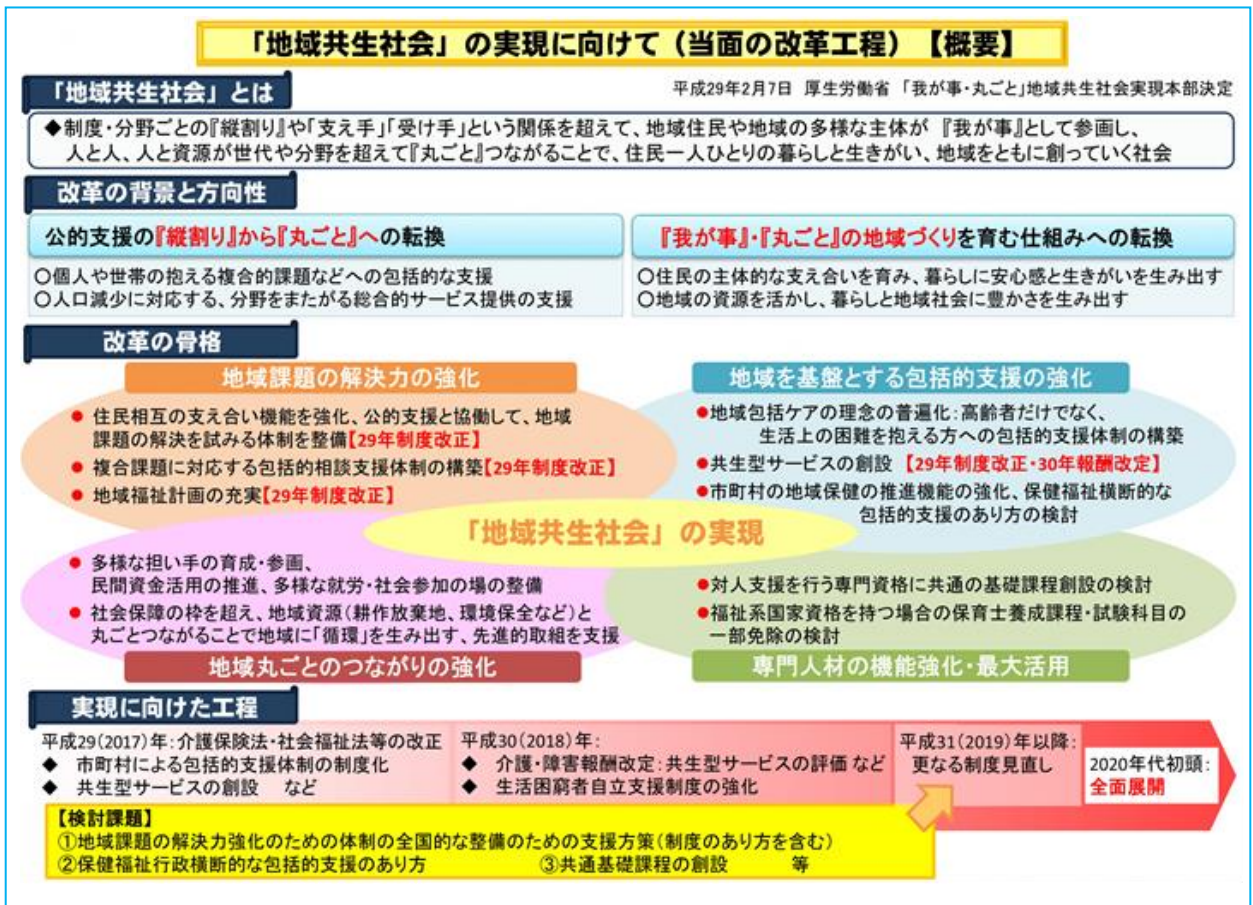 「地域共生社会」の実現に向けて(当面の改革工程)【概要】
「地域共生社会」とは
平成29年2月7日 厚生労働省 「我が事・丸ごと」地域共生社会実現本部決定
◆制度・分野ごとの『縦割り』や「支え手」「受け手」という関係を超えて、地域住民や地域の多様な主体が 『我が事』として参画し、
人と人、人と資源が世代や分野を超えて『丸ごと』つながることで、住民一人ひとりの暮らしと生きがい、地域をともに創っていく社会
改革の背景と方向性
公的支援の『縦割り』から『丸ごと』への転換
○個人や世帯の抱える複合的課題などへの包括的な支援
○人口減少に対応する、分野をまたがる総合的サービス提供の支援
『我が事』・『丸ごと』の地域づくりを育む仕組みへの転換
○住民の主体的な支え合いを育み、暮らしに安心感と生きがいを生み出す
○地域の資源を活かし、暮らしと地域社会に豊かさを生み出す
改革の骨格
地域課題の解決力の強化
● 住民相互の支え合い機能を強化、公的支援と協働して、地域
課題の解決を試みる体制を整備【29年制度改正】
● 複合課題に対応する包括的相談支援体制の構築【29年制度改正】
● 地域福祉計画の充実【29年制度改正】
地域を基盤とする包括的支援の強化
●地域包括ケアの理念の普遍化:高齢者だけでなく、
生活上の困難を抱える方への包括的支援体制の構築
●共生型サービスの創設 【29年制度改正・30年報酬改定】
●市町村の地域保健の推進機能の強化、保健福祉横断的な
包括的支援のあり方の検討
「地域共生社会」の実現
● 多様な担い手の育成・参画、
民間資金活用の推進、多様な就労・社会参加の場の整備
● 社会保障の枠を超え、地域資源(耕作放棄地、環境保全など)と
丸ごとつながることで地域に「循環」を生み出す、先進的取組を支援
地域丸ごとのつながりの強化
●対人支援を行う専門資格に共通の基礎課程創設の検討
●福祉系国家資格を持つ場合の保育士養成課程・試験科目の
一部免除の検討
専門人材の機能強化・最大活用
実現に向けた工程
平成29(2017)年:介護保険法・社会福祉法等の改正
◆ 市町村による包括的支援体制の制度化
◆ 共生型サービスの創設 など
平成30(2018)年:
◆ 介護・障害報酬改定:共生型サービスの評価 など
◆ 生活困窮者自立支援制度の強化
平成31(2019)年以降:
更なる制度見直し
2020年代初頭:
全面展開
【検討課題】
①地域課題の解決力強化のための体制の全国的な整備のための支援方策(制度のあり方を含む)
②保健福祉行政横断的な包括的支援のあり方 ③共通基礎課程の創設 等